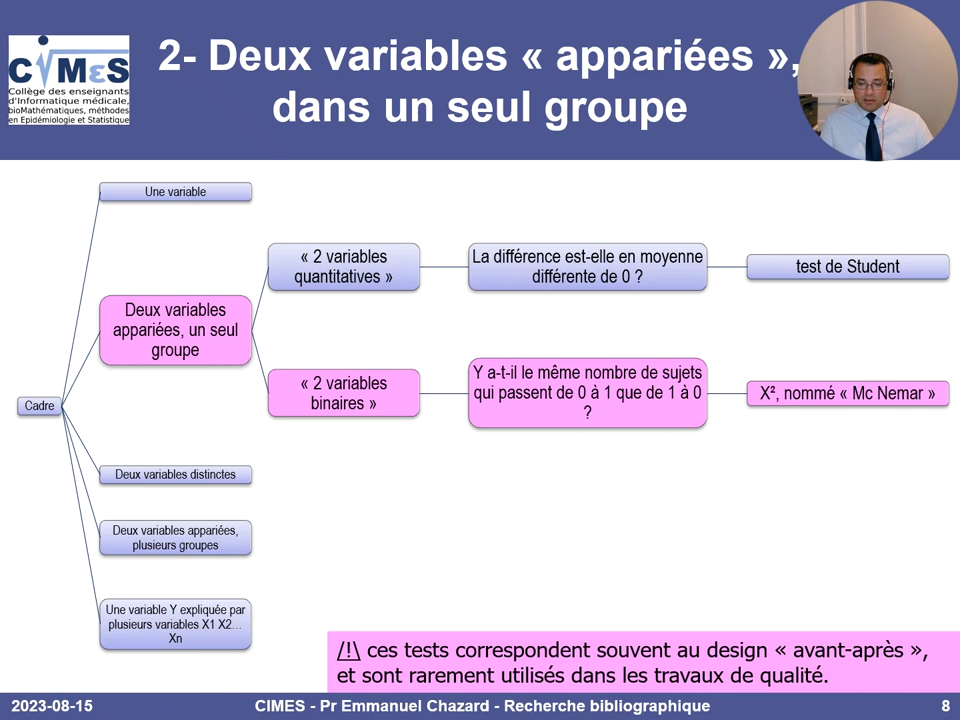 2- Deux variables « appariées »,
dans un seul groupe
CiMεS
Collège des enseignants
d'Informatique médicale,
bioMathématiques, méthodes
en Epidémiologie et Statistique
Une variable
« 2 variables
quantitatives »
La différence est-elle en moyenne
différente de 0 ?
test de Student
Deux variables
appariées, un seul
groupe
« 2 variables
binaires »
Y a-t-il le même nombre de sujets
qui passent de 0 à 1 que de 1 à 0
?
X², nommé « Mc Nemar »
Cadre
Deux variables distinctes
Deux variables appariées,
plusieurs groupes
Une variable Y expliquée par
plusieurs variables X1 X2…
Xn
/!\ ces tests correspondent souvent au design « avant-après »,
et sont rarement utilisés dans les travaux de qualité.
2023-08-15
CIMES - Pr Emmanuel Chazard - Recherche bibliographique
8